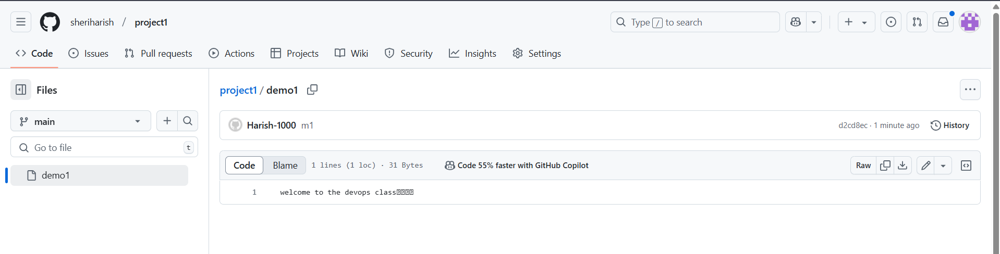 sheriharish / project1
Type / to search
Code Issues Pull requests Actions Projects Wiki Security Insights Settings
Files
main
Go to file t
demo1
project1 / demo1
Harish-1000 m1 d2cd8ec · 1 minute ago History
Code Blame 1 lines (1 loc) · 31 Bytes Code 55% faster with GitHub Copilot Raw
1 welcome to the devops class